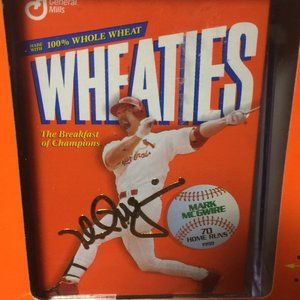 General
Mills
MADE
WITH
100% WHOLE WHEAT
WHEATIES
The Breakfast
of Champions
MARK
MCGWIRE
70
HOME RUNS
1998